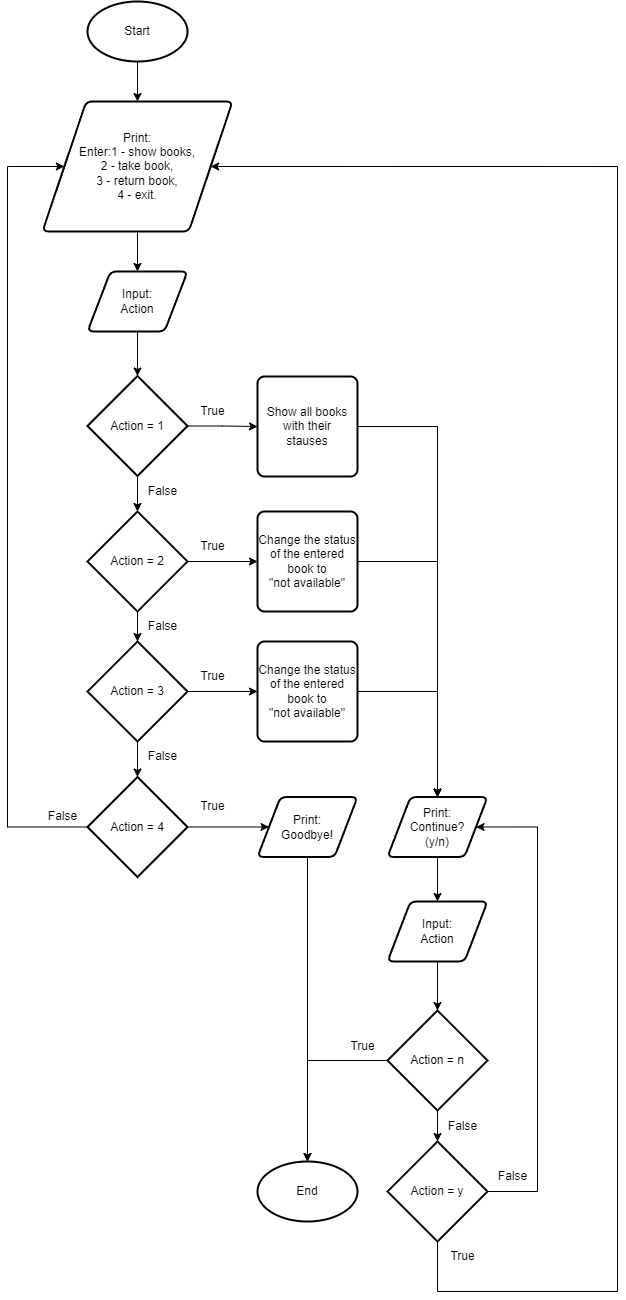 Start
Print:
Enter:1 - show books,
2 - take book,
3 - return book,
4 - exit.
Input:
Action
Action = 1
True
Show all books
with their
stauses
False
Action = 2
True
Change the status
of the entered
book to
"not available"
False
Action = 3
True
Change the status
of the entered
book to
"not available"
False
False
Action = 4
True
Print:
Goodbye!
Print:
Continue?
(y/n)
Input:
Action
True
Action = n
False
End
Action = y
False
True